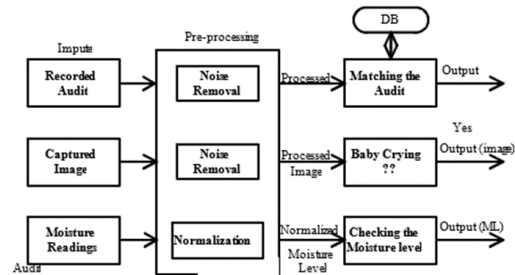 DB
Pre-processing
Impute
Recorded
Audit
Noise
Removal
Processed
Matching the
Audit
Output
Captured
Image
Noise
Removal
Processed
Image
Baby Crying
??
Yes
Output (image)
Moisture
Readings
Normalization
Normalized
Moisture
Level
Checking the
Moisture level
Output (ML)
Audit